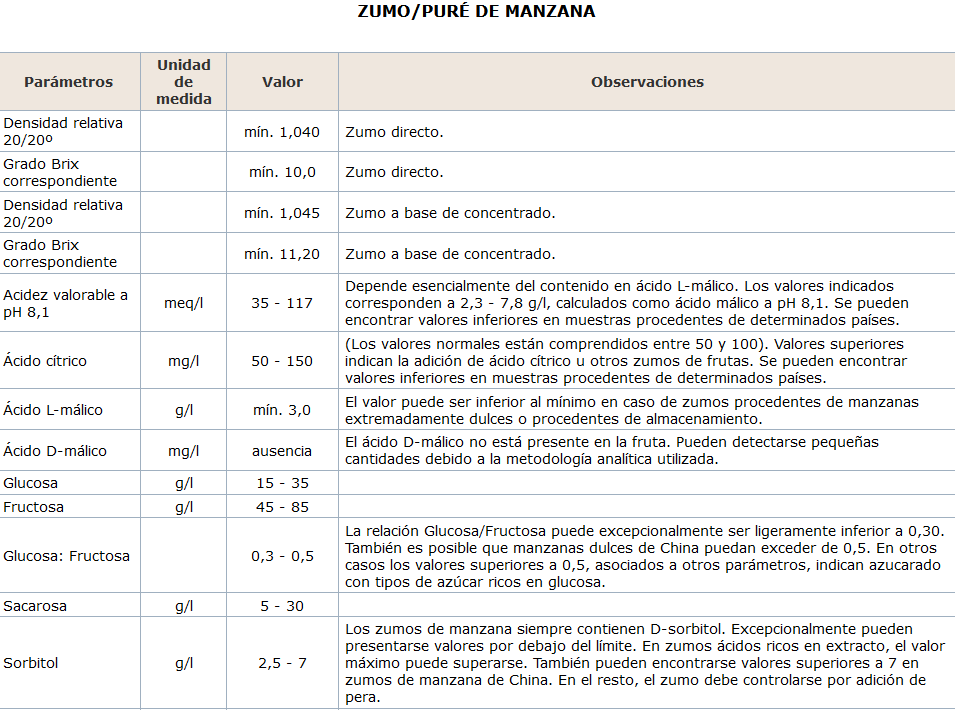 ZUMO/PURÉ DE MANZANA
Parámetros
Unidad
de
medida
Valor
Observaciones
Densidad relativa
20/20º
mín. 1,040
Zumo directo.
Grado Brix
correspondiente
mín. 10,0
Zumo directo.
Densidad relativa
20/20º
mín. 1,045
Zumo a base de concentrado.
Grado Brix
correspondiente
mín. 11,20
Zumo a base de concentrado.
Acidez valorable a
pH 8,1
meq/l
35 - 117
Depende esencialmente del contenido en ácido L-málico. Los valores indicados
corresponden a 2,3 - 7,8 g/l, calculados como ácido málico a pH 8,1. Se pueden
encontrar valores inferiores en muestras procedentes de determinados países.
Ácido cítrico
mg/l
50 - 150
(Los valores normales están comprendidos entre 50 y 100). Valores superiores
indican la adición de ácido cítrico u otros zumos de frutas. Se pueden encontrar
valores inferiores en muestras procedentes de determinados países.
Ácido L-málico
g/l
mín. 3,0
El valor puede ser inferior al mínimo en caso de zumos procedentes de manzanas
extremadamente dulces o procedentes de almacenamiento.
Ácido D-málico
mg/l
ausencia
El ácido D-málico no está presente en la fruta. Pueden detectarse pequeñas
cantidades debido a la metodología analítica utilizada.
Glucosa
g/l
15 - 35
Fructosa
g/l
45 - 85
Glucosa: Fructosa
0,3 - 0,5
La relación Glucosa/Fructosa puede excepcionalmente ser ligeramente inferior a 0,30.
También es posible que manzanas dulces de China puedan exceder de 0,5. En otros
casos los valores superiores a 0,5, asociados a otros parámetros, indican azucarado
con tipos de azúcar ricos en glucosa.
Sacarosa
g/l
5 - 30
Sorbitol
g/l
2,5 - 7
Los zumos de manzana siempre contienen D-sorbitol. Excepcionalmente pueden
presentarse valores por debajo del límite. En zumos ácidos ricos en extracto, el valor
máximo puede superarse. También pueden encontrarse valores superiores a 7 en
zumos de manzana de China. En el resto, el zumo debe controlarse por adición de
pera.